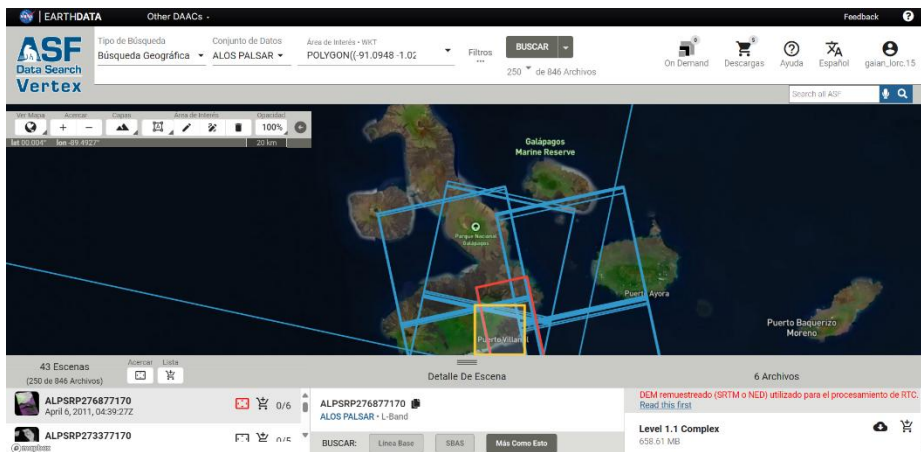 EARTHDATA
Other DAACs
Feedback
ASF
Data Search
Vertex
Tipo de Búsqueda
Búsqueda Geográfica
Conjunto de Datos
ALOS PALSAR
Área de Interés • WKT
POLYGON((-91.0948 -1.02
Filtros
BUSCAR
250 de 846 Archivos
0
On Demand
5
Descargas
Ayuda
Español
gaian_lorc.15
Search all ASF
Ver Mapa
Acercar
Capas
Área de Interés
Opacidad
100%
lat 00.004° lon -89.4927°
20 km
Galápagos
Marine Reserve
Parque Nacional
Galápagos
Puerto Ayora
Puerto Villamil
Puerto Baquerizo
Moreno
43 Escenas
(250 de 846 Archivos)
Acercar
Lista
Detalle De Escena
6 Archivos
ALPSRP276877170
April 6, 2011, 04:39:27Z
0/6
ALPSRP273377170
0/5
mapbox
ALPSRP276877170
ALOS PALSAR • L-Band
BUSCAR:
Línea Base
SBAS
Más Como Esto
DEM remuestreado (SRTM o NED) utilizado para el procesamiento de RTC.
Read this first
Level 1.1 Complex
658.61 MB